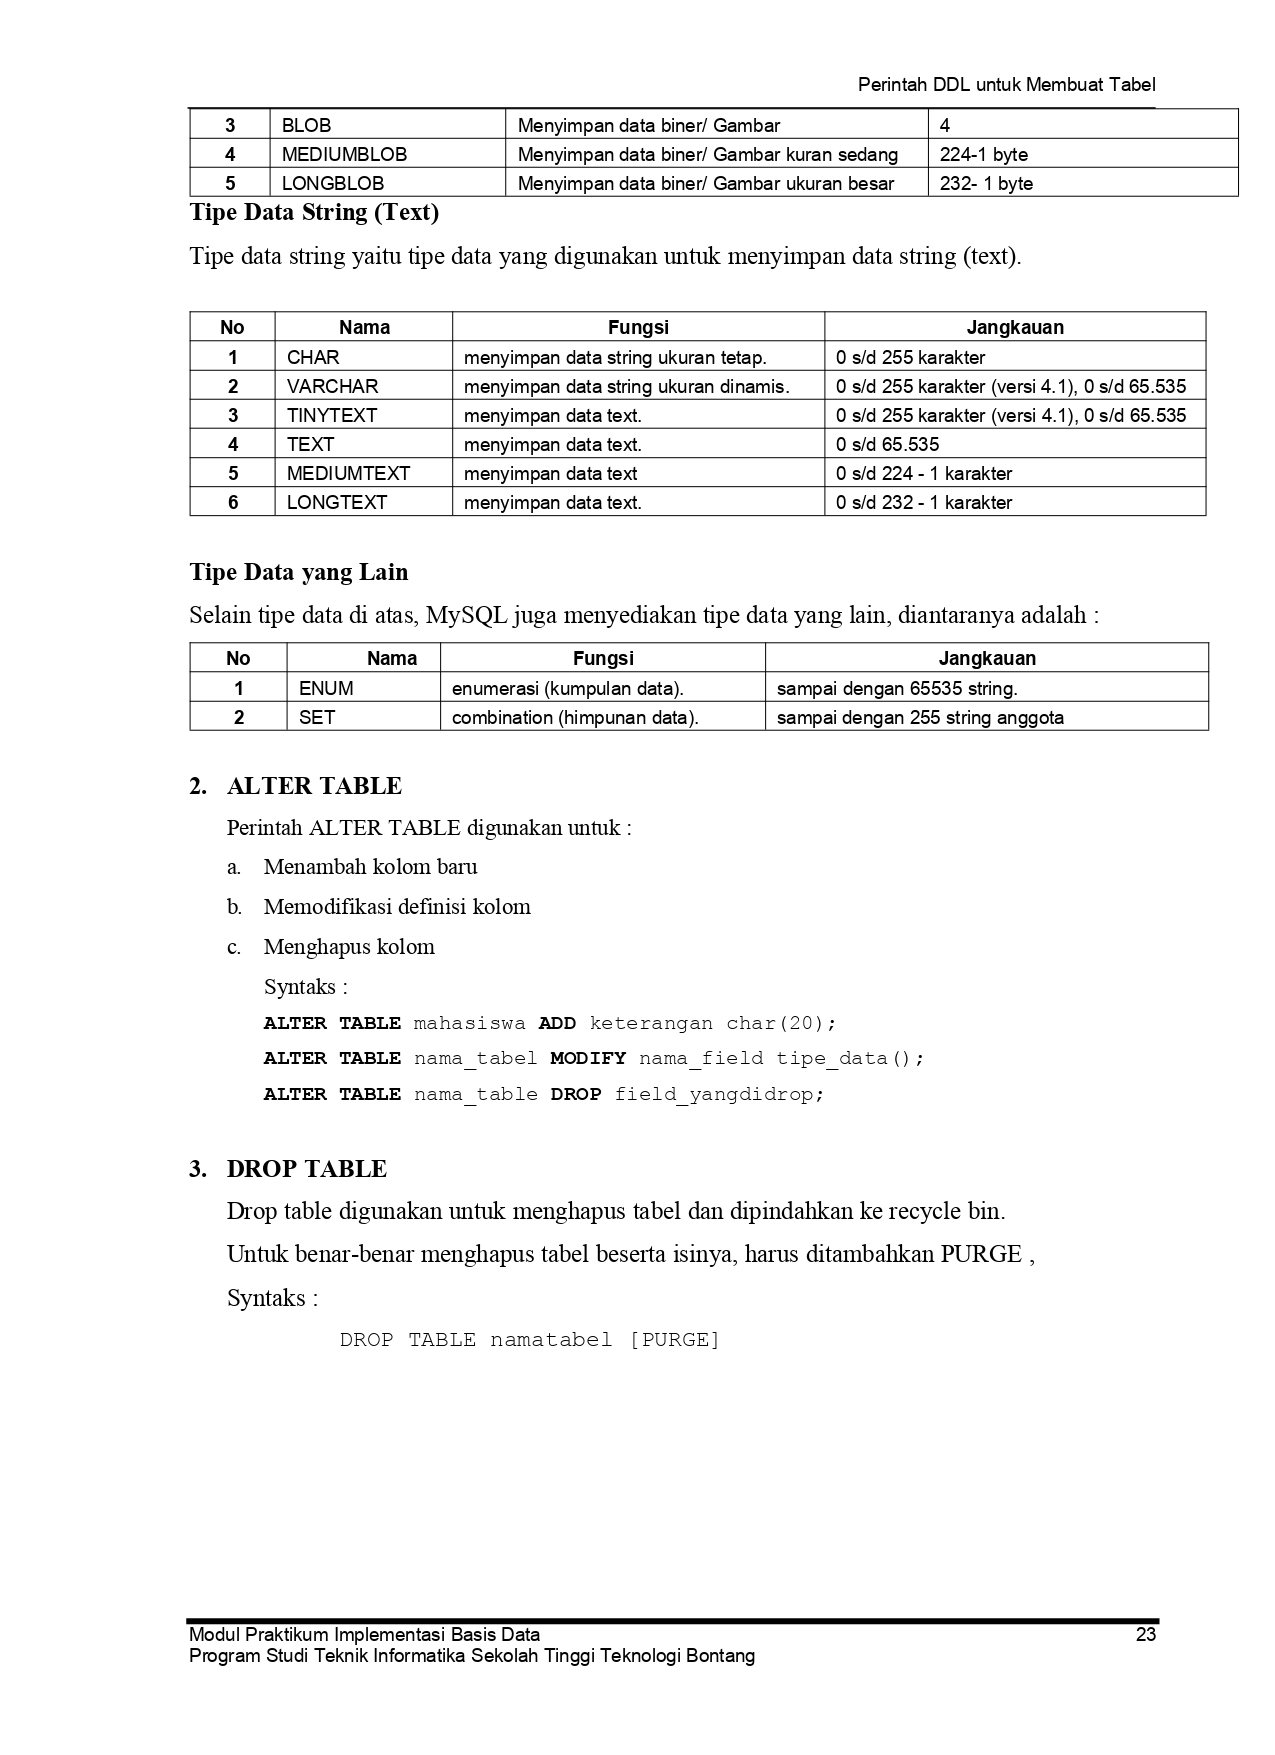 Perintah DDL untuk Membuat Tabel
3 BLOB Menyimpan data biner/ Gambar 4
4 MEDIUMBLOB Menyimpan data biner/ Gambar kuran sedang 224-1 byte
5 LONGBLOB Menyimpan data biner/ Gambar ukuran besar 232- 1 byte
Tipe Data String (Text)
Tipe data string yaitu tipe data yang digunakan untuk menyimpan data string (text).
No Nama Fungsi Jangkauan
1 CHAR menyimpan data string ukuran tetap. 0 s/d 255 karakter
2 VARCHAR menyimpan data string ukuran dinamis. 0 s/d 255 karakter (versi 4.1), 0 s/d 65.535
3 TINYTEXT menyimpan data text. 0 s/d 255 karakter (versi 4.1), 0 s/d 65.535
4 TEXT menyimpan data text. 0 s/d 65.535
5 MEDIUMTEXT menyimpan data text 0 s/d 224 - 1 karakter
6 LONGTEXT menyimpan data text. 0 s/d 232 - 1 karakter
Tipe Data yang Lain
Selain tipe data di atas, MySQL juga menyediakan tipe data yang lain, diantaranya adalah :
No Nama Fungsi Jangkauan
1 ENUM enumerasi (kumpulan data). sampai dengan 65535 string.
2 SET combination (himpunan data). sampai dengan 255 string anggota
2. ALTER TABLE
Perintah ALTER TABLE digunakan untuk :
a. Menambah kolom baru
b. Memodifikasi definisi kolom
c. Menghapus kolom
Syntaks :
ALTER TABLE mahasiswa ADD keterangan char(20);
ALTER TABLE nama_tabel MODIFY nama_field tipe_data();
ALTER TABLE nama_table DROP field_yangdidrop;
3. DROP TABLE
Drop table digunakan untuk menghapus tabel dan dipindahkan ke recycle bin.
Untuk benar-benar menghapus tabel beserta isinya, harus ditambahkan PURGE ,
Syntaks :
DROP TABLE namatabel [PURGE]
Modul Praktikum Implementasi Basis Data 23
Program Studi Teknik Informatika Sekolah Tinggi Teknologi Bontang